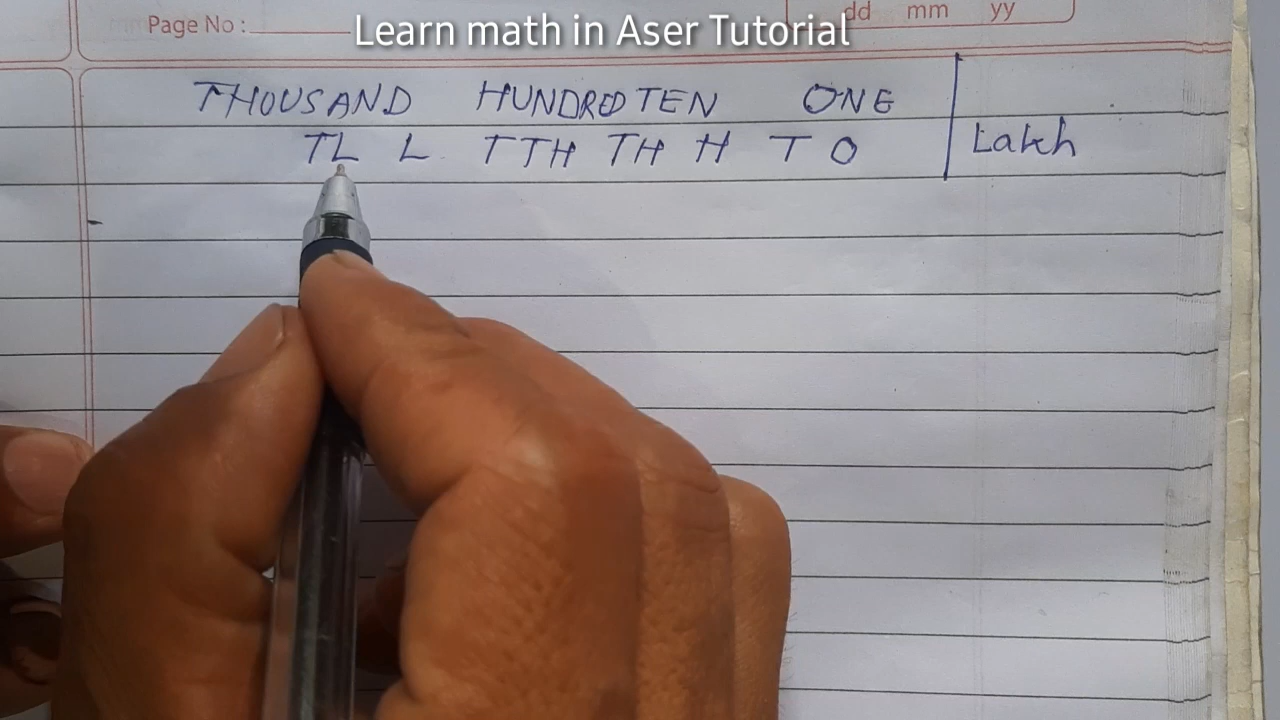 Page No : dd mm yy
Learn math in Aser Tutorial
THOUSAND HUNDRED TEN ONE
TL L TTH TH H T O Lakh